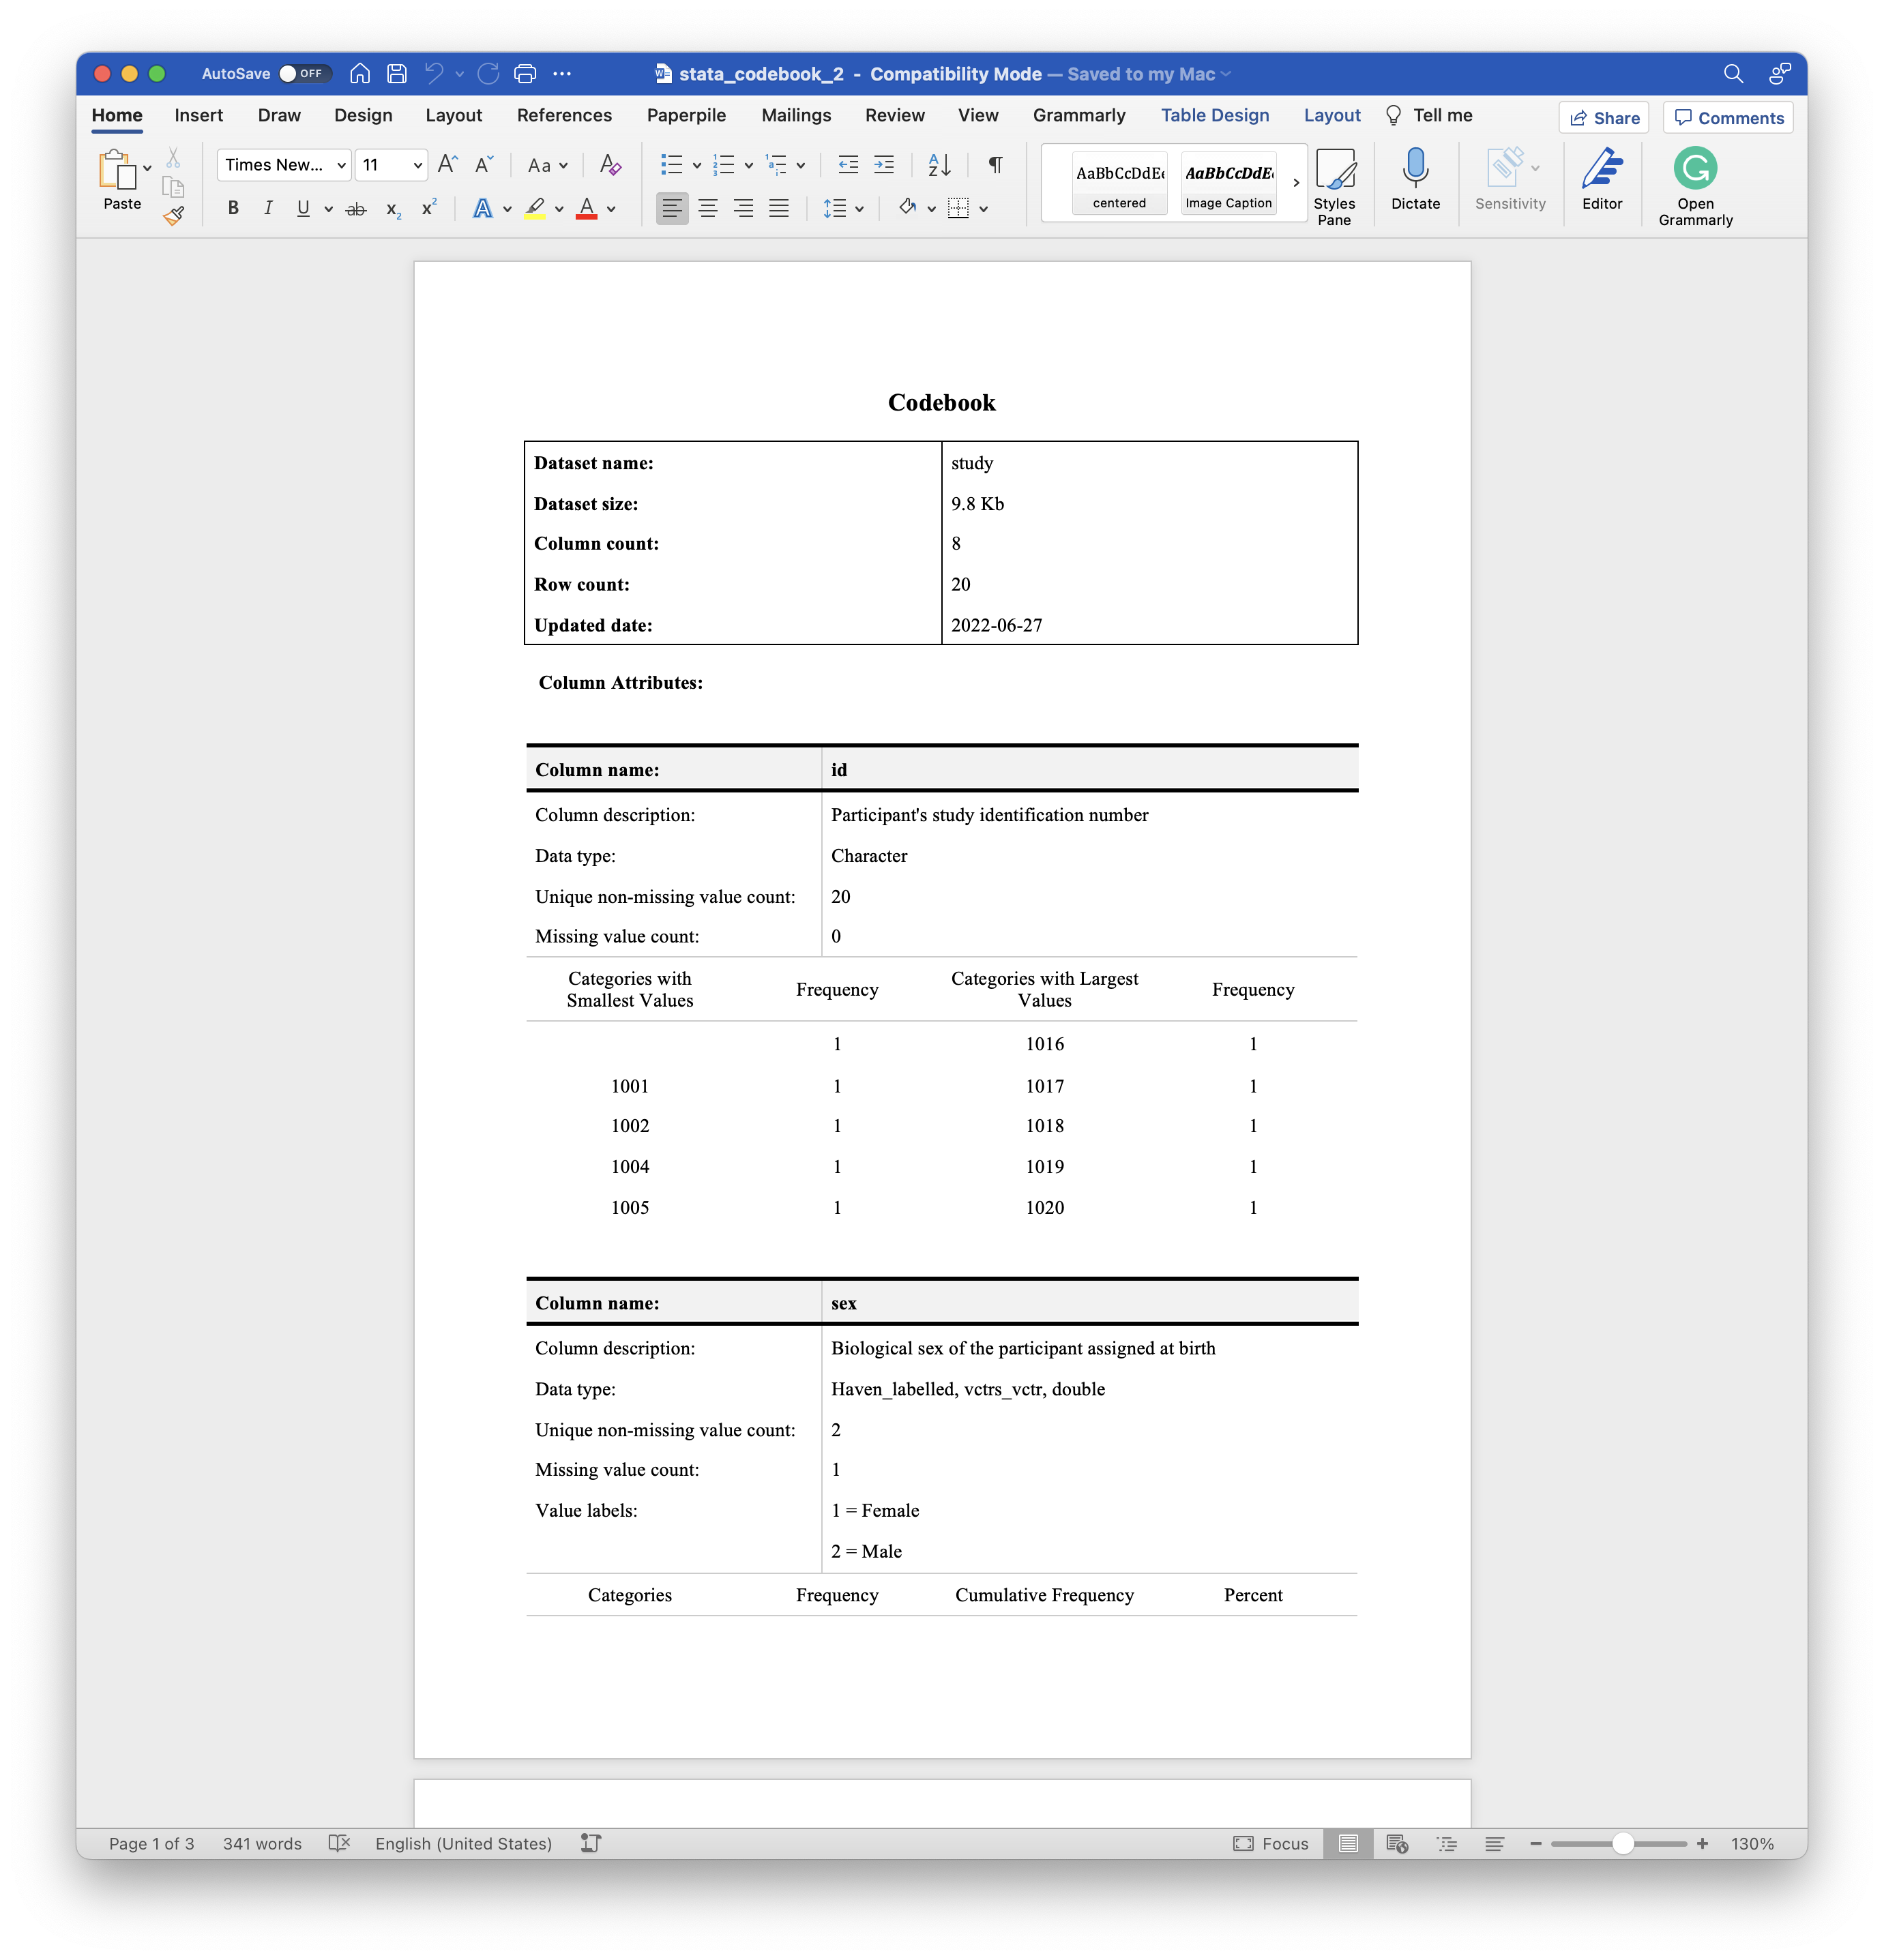 AutoSave OFF stata_codebook_2 - Compatibility Mode — Saved to my Mac
Home Insert Draw Design Layout References Paperpile Mailings Review View Grammarly Table Design Layout Tell me Share Comments
Times New... 11 Aa AaBbCcDdEe AaBbCcDdE
Paste B I U ab x2 x2 A A centered Image Caption Styles Pane Dictate Sensitivity Editor Open Grammarly
Codebook
Dataset name: study
Dataset size: 9.8 Kb
Column count: 8
Row count: 20
Updated date: 2022-06-27
Column Attributes:
Column name: id
Column description: Participant's study identification number
Data type: Character
Unique non-missing value count: 20
Missing value count: 0
Categories with Smallest Values Frequency Categories with Largest Values Frequency
1 1016 1
1001 1 1017 1
1002 1 1018 1
1004 1 1019 1
1005 1 1020 1
Column name: sex
Column description: Biological sex of the participant assigned at birth
Data type: Haven_labelled, vctrs_vctr, double
Unique non-missing value count: 2
Missing value count: 1
Value labels: 1 = Female
2 = Male
Categories Frequency Cumulative Frequency Percent
Page 1 of 3 341 words English (United States) Focus 130%